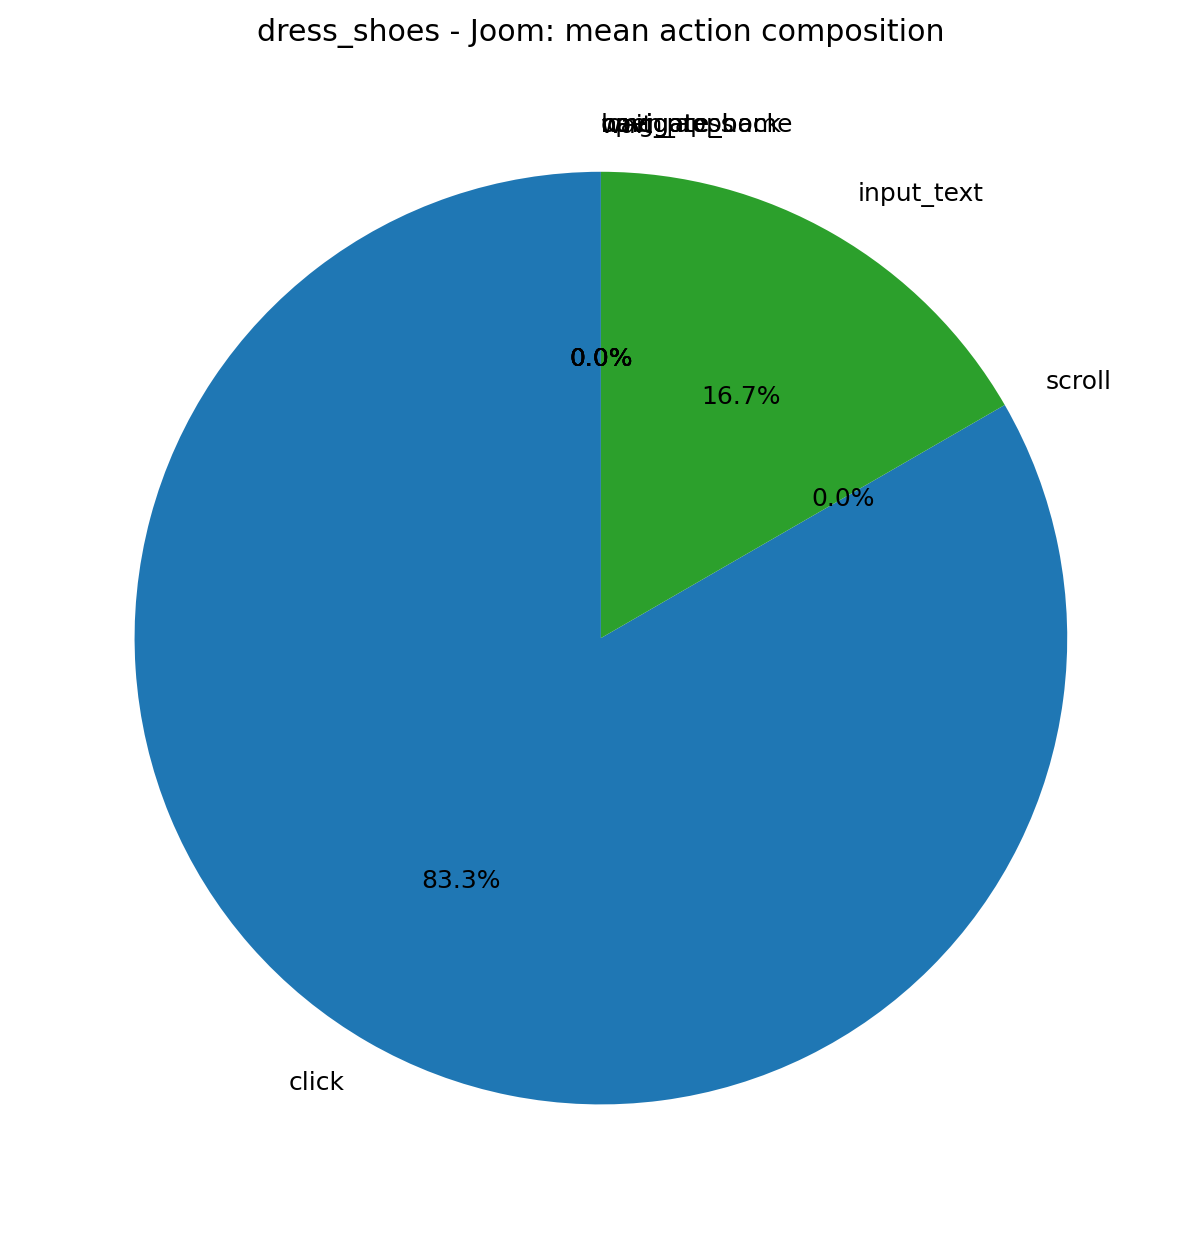 dress_shoes - Joom: mean action composition
input_text
scroll
0.0%
16.7%
0.0%
83.3%
click